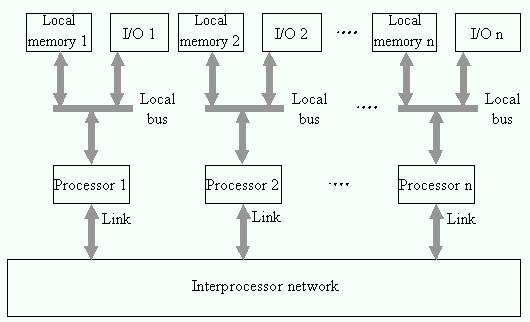 Local
memory 1
I/O 1
Local
memory 2
I/O 2
....
Local
memory n
I/O n
Local
bus
Local
bus
....
Local
bus
Processor 1
Processor 2
....
Processor n
Link
Link
Link
Interprocessor network